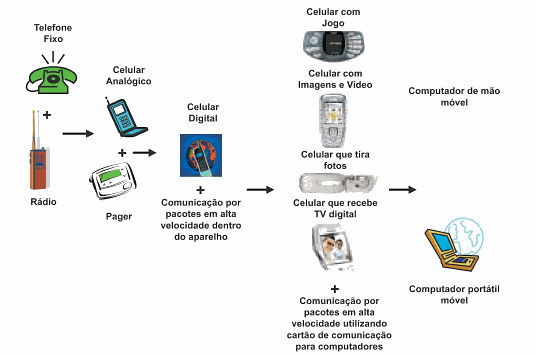 Telefone
Fixo
+
Rádio
Celular
Analógico
+
Pager
Celular
Digital
+
Comunicação por
pacotes em alta
velocidade dentro
do aparelho
Celular com
Jogo
Celular com
Imagens e Video
Celular que tira
fotos
Celular que recebe
TV digital
+
Comunicação por
pacotes em alta
velocidade utilizando
cartão de comunicação
para computadores
Computador de mão
móvel
Computador portátil
móvel